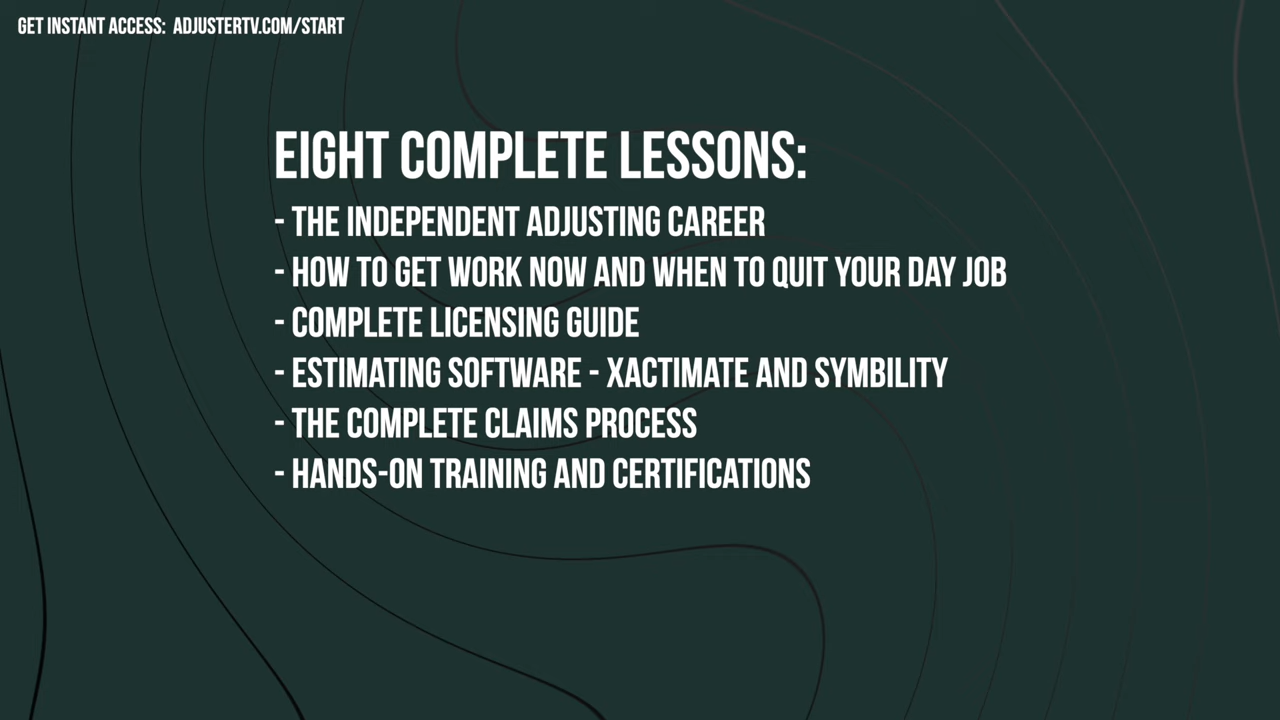 GET INSTANT ACCESS: ADJUSTERTV.COM/START
EIGHT COMPLETE LESSONS:
- THE INDEPENDENT ADJUSTING CAREER
- HOW TO GET WORK NOW AND WHEN TO QUIT YOUR DAY JOB
- COMPLETE LICENSING GUIDE
- ESTIMATING SOFTWARE - XACTIMATE AND SYMBILITY
- THE COMPLETE CLAIMS PROCESS
- HANDS-ON TRAINING AND CERTIFICATIONS